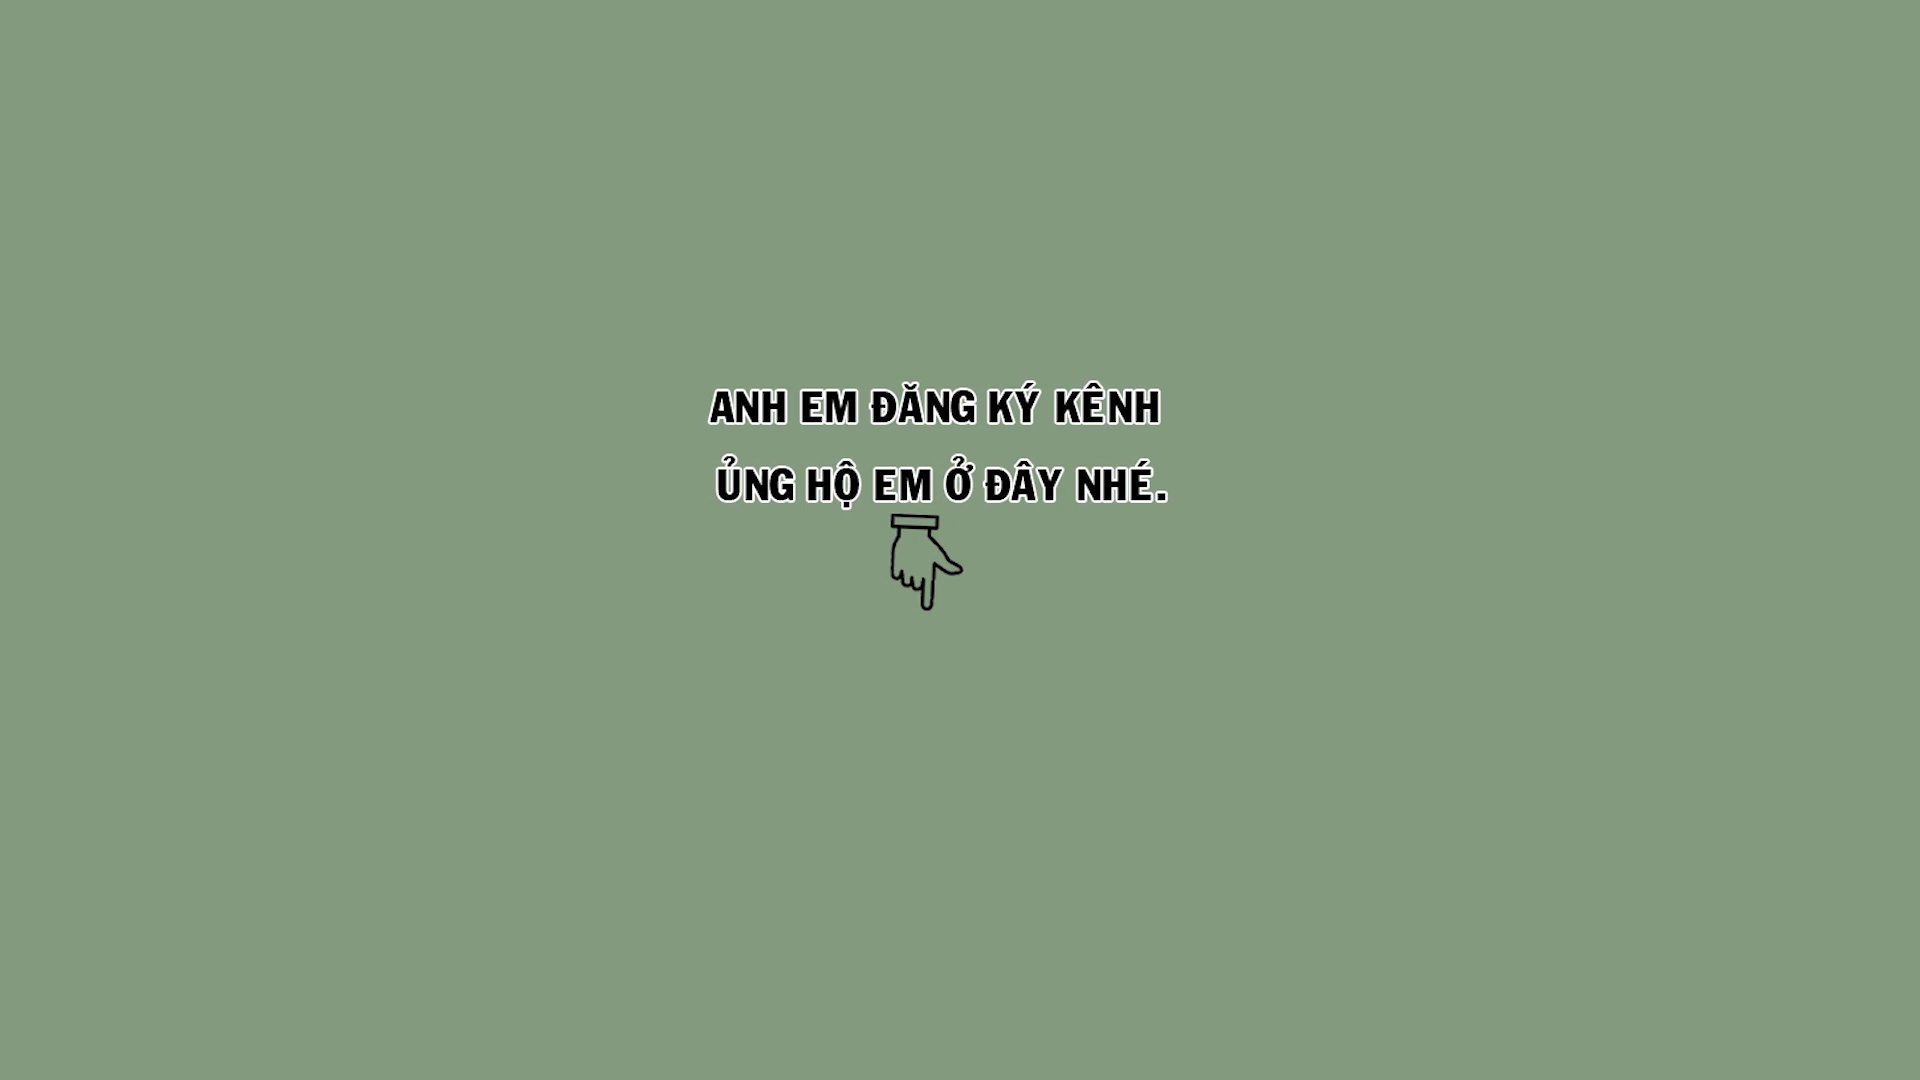 ANH EM ĐĂNG KÝ KÊNH
ỦNG HỘ EM Ở ĐÂY NHÉ.